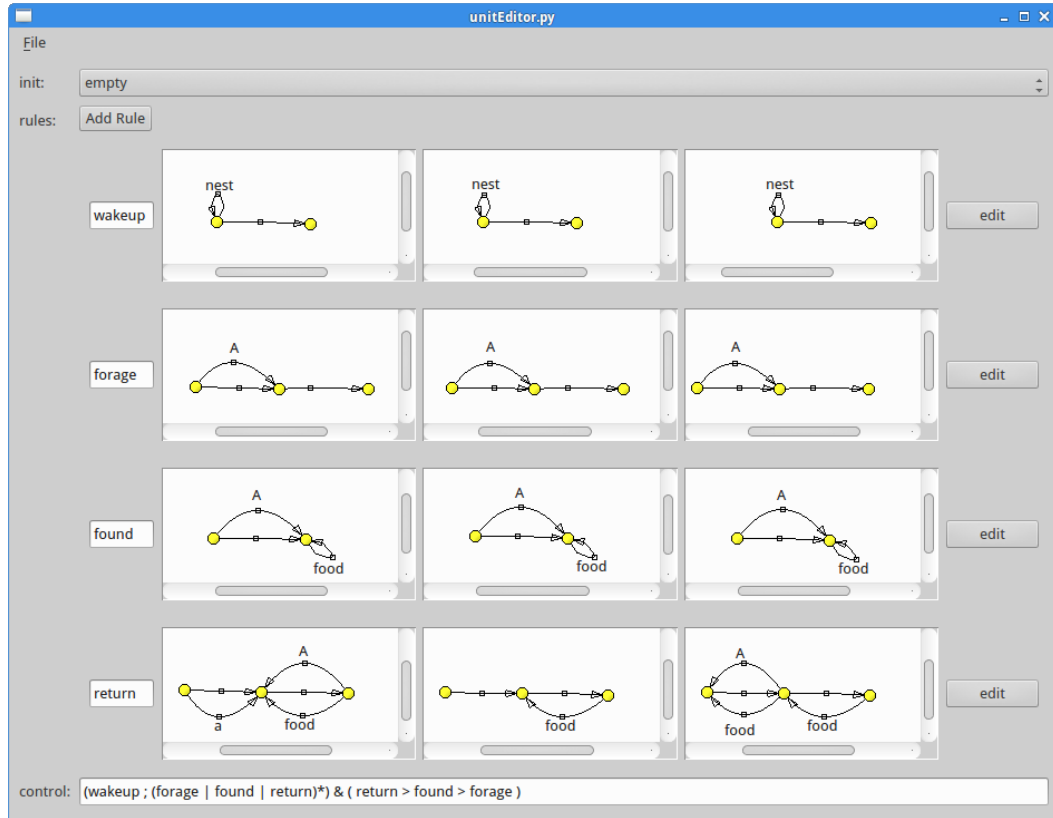 unitEditor.py
File
init: empty
rules: Add Rule
nest nest nest
wakeup edit
A A A
forage edit
A A A
found edit
food food food
A A
return edit
a food food food food
control: (wakeup ; (forage | found | return)*) & ( return > found > forage )